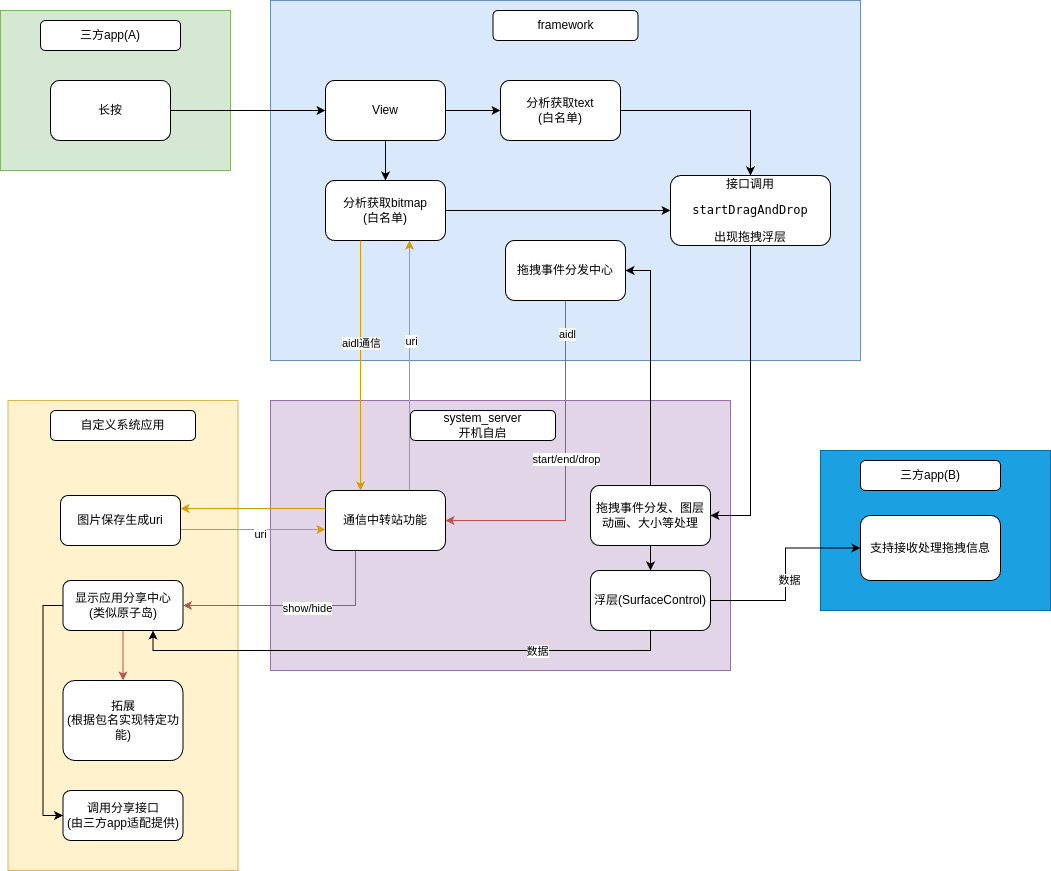 三方app(A)
framework
长按
View
分析获取text
(白名单)
接口调用
startDragAndDrop
出现拖拽浮层
分析获取bitmap
(白名单)
拖拽事件分发中心
aidl通信
uri
aidl
自定义系统应用
system_server
开机自启
start/end/drop
三方app(B)
图片保存生成uri
uri
通信中转站功能
拖拽事件分发、图层
动画、大小等处理
支持接收处理拖拽信息
数据
显示应用分享中心
(类似原子岛)
show/hide
浮层(SurfaceControl)
数据
拓展
(根据包名实现特定功
能)
调用分享接口
(由三方app适配提供)